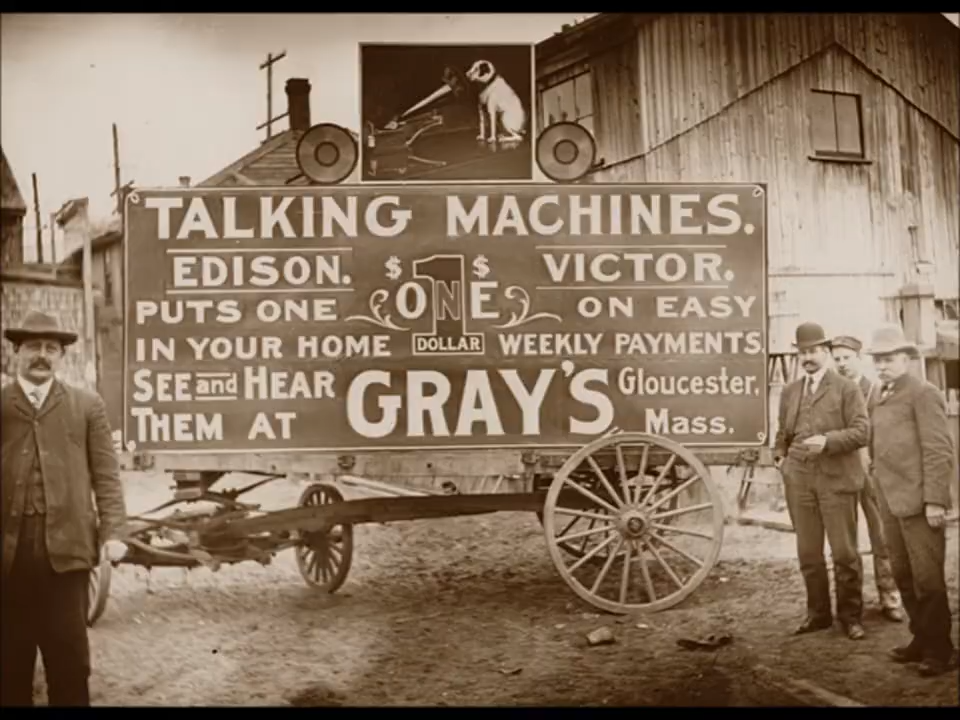 TALKING MACHINES.
EDISON. $1$ VICTOR.
PUTS ONE ONE ON EASY
IN YOUR HOME DOLLAR WEEKLY PAYMENTS
SEE and HEAR GRAY'S Gloucester,
THEM AT Mass.